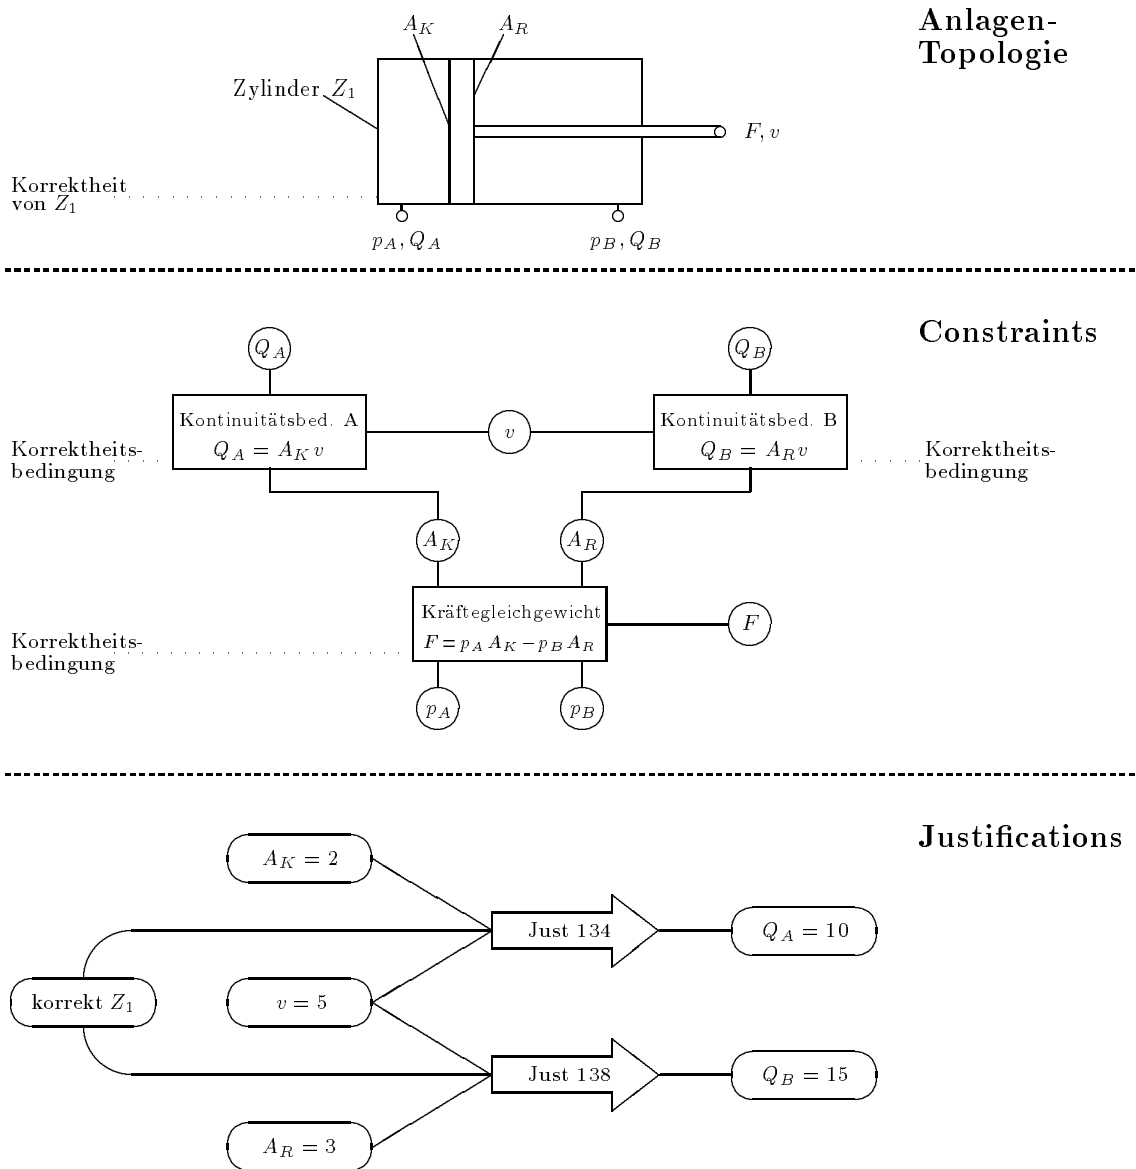 A_K
A_R
Anlagen-
Topologie
Zylinder Z_1
F, v
Korrektheit
von Z_1
p_A, Q_A
p_B, Q_B
Constraints
Q_A
Q_B
Kontinuitätsbed. A
Q_A = A_K v
v
Kontinuitätsbed. B
Q_B = A_R v
Korrektheits-
bedingung
Korrektheits-
bedingung
A_K
A_R
Kräftegleichgewicht
F = p_A A_K − p_B A_R
F
Korrektheits-
bedingung
p_A
p_B
Justifications
A_K = 2
Just 134
Q_A = 10
korrekt Z_1
v = 5
Just 138
Q_B = 15
A_R = 3